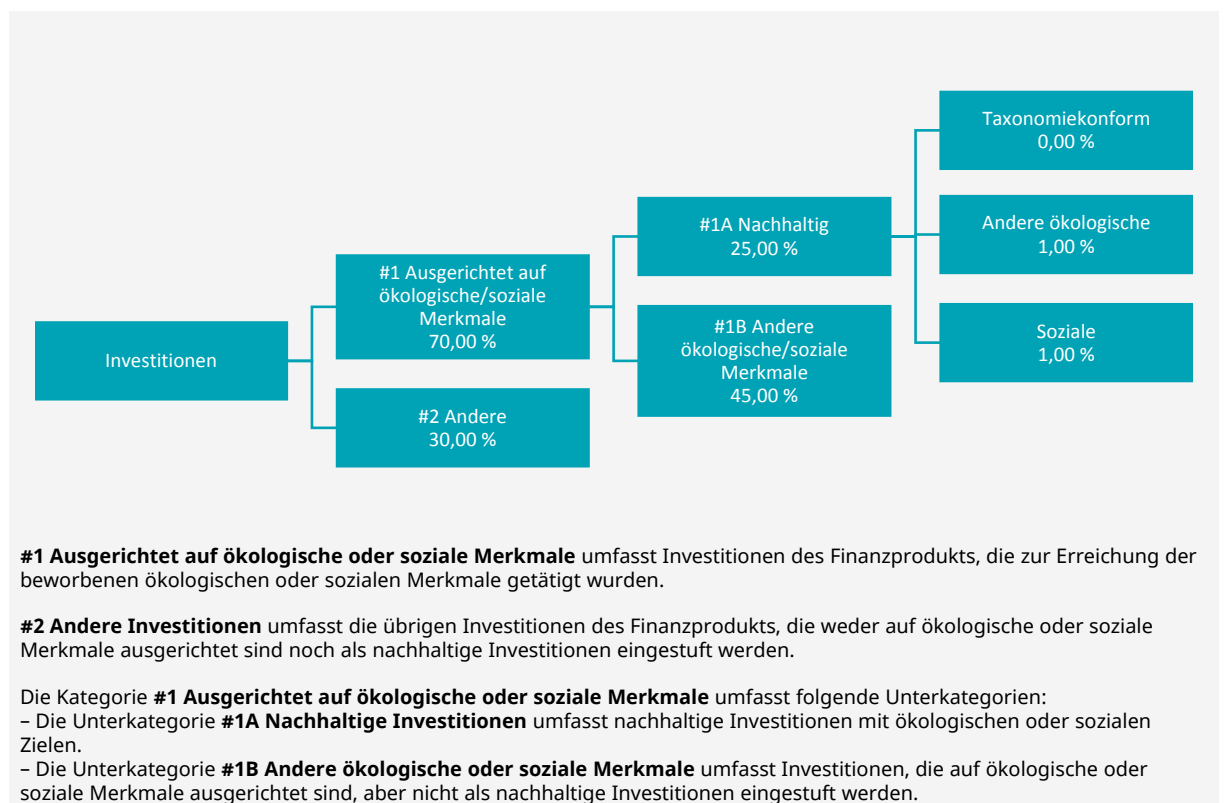 Investitionen
#1 Ausgerichtet auf
ökologische/soziale
Merkmale
70,00 %
#2 Andere
30,00 %
#1A Nachhaltig
25,00 %
#1B Andere
ökologische/soziale
Merkmale
45,00 %
Taxonomiekonform
0,00 %
Andere ökologische
1,00 %
Soziale
1,00 %
#1 Ausgerichtet auf ökologische oder soziale Merkmale umfasst Investitionen des Finanzprodukts, die zur Erreichung der
beworbenen ökologischen oder sozialen Merkmale getätigt wurden.
#2 Andere Investitionen umfasst die übrigen Investitionen des Finanzprodukts, die weder auf ökologische oder soziale
Merkmale ausgerichtet sind noch als nachhaltige Investitionen eingestuft werden.
Die Kategorie #1 Ausgerichtet auf ökologische oder soziale Merkmale umfasst folgende Unterkategorien:
– Die Unterkategorie #1A Nachhaltige Investitionen umfasst nachhaltige Investitionen mit ökologischen oder sozialen
Zielen.
– Die Unterkategorie #1B Andere ökologische oder soziale Merkmale umfasst Investitionen, die auf ökologische oder
soziale Merkmale ausgerichtet sind, aber nicht als nachhaltige Investitionen eingestuft werden.